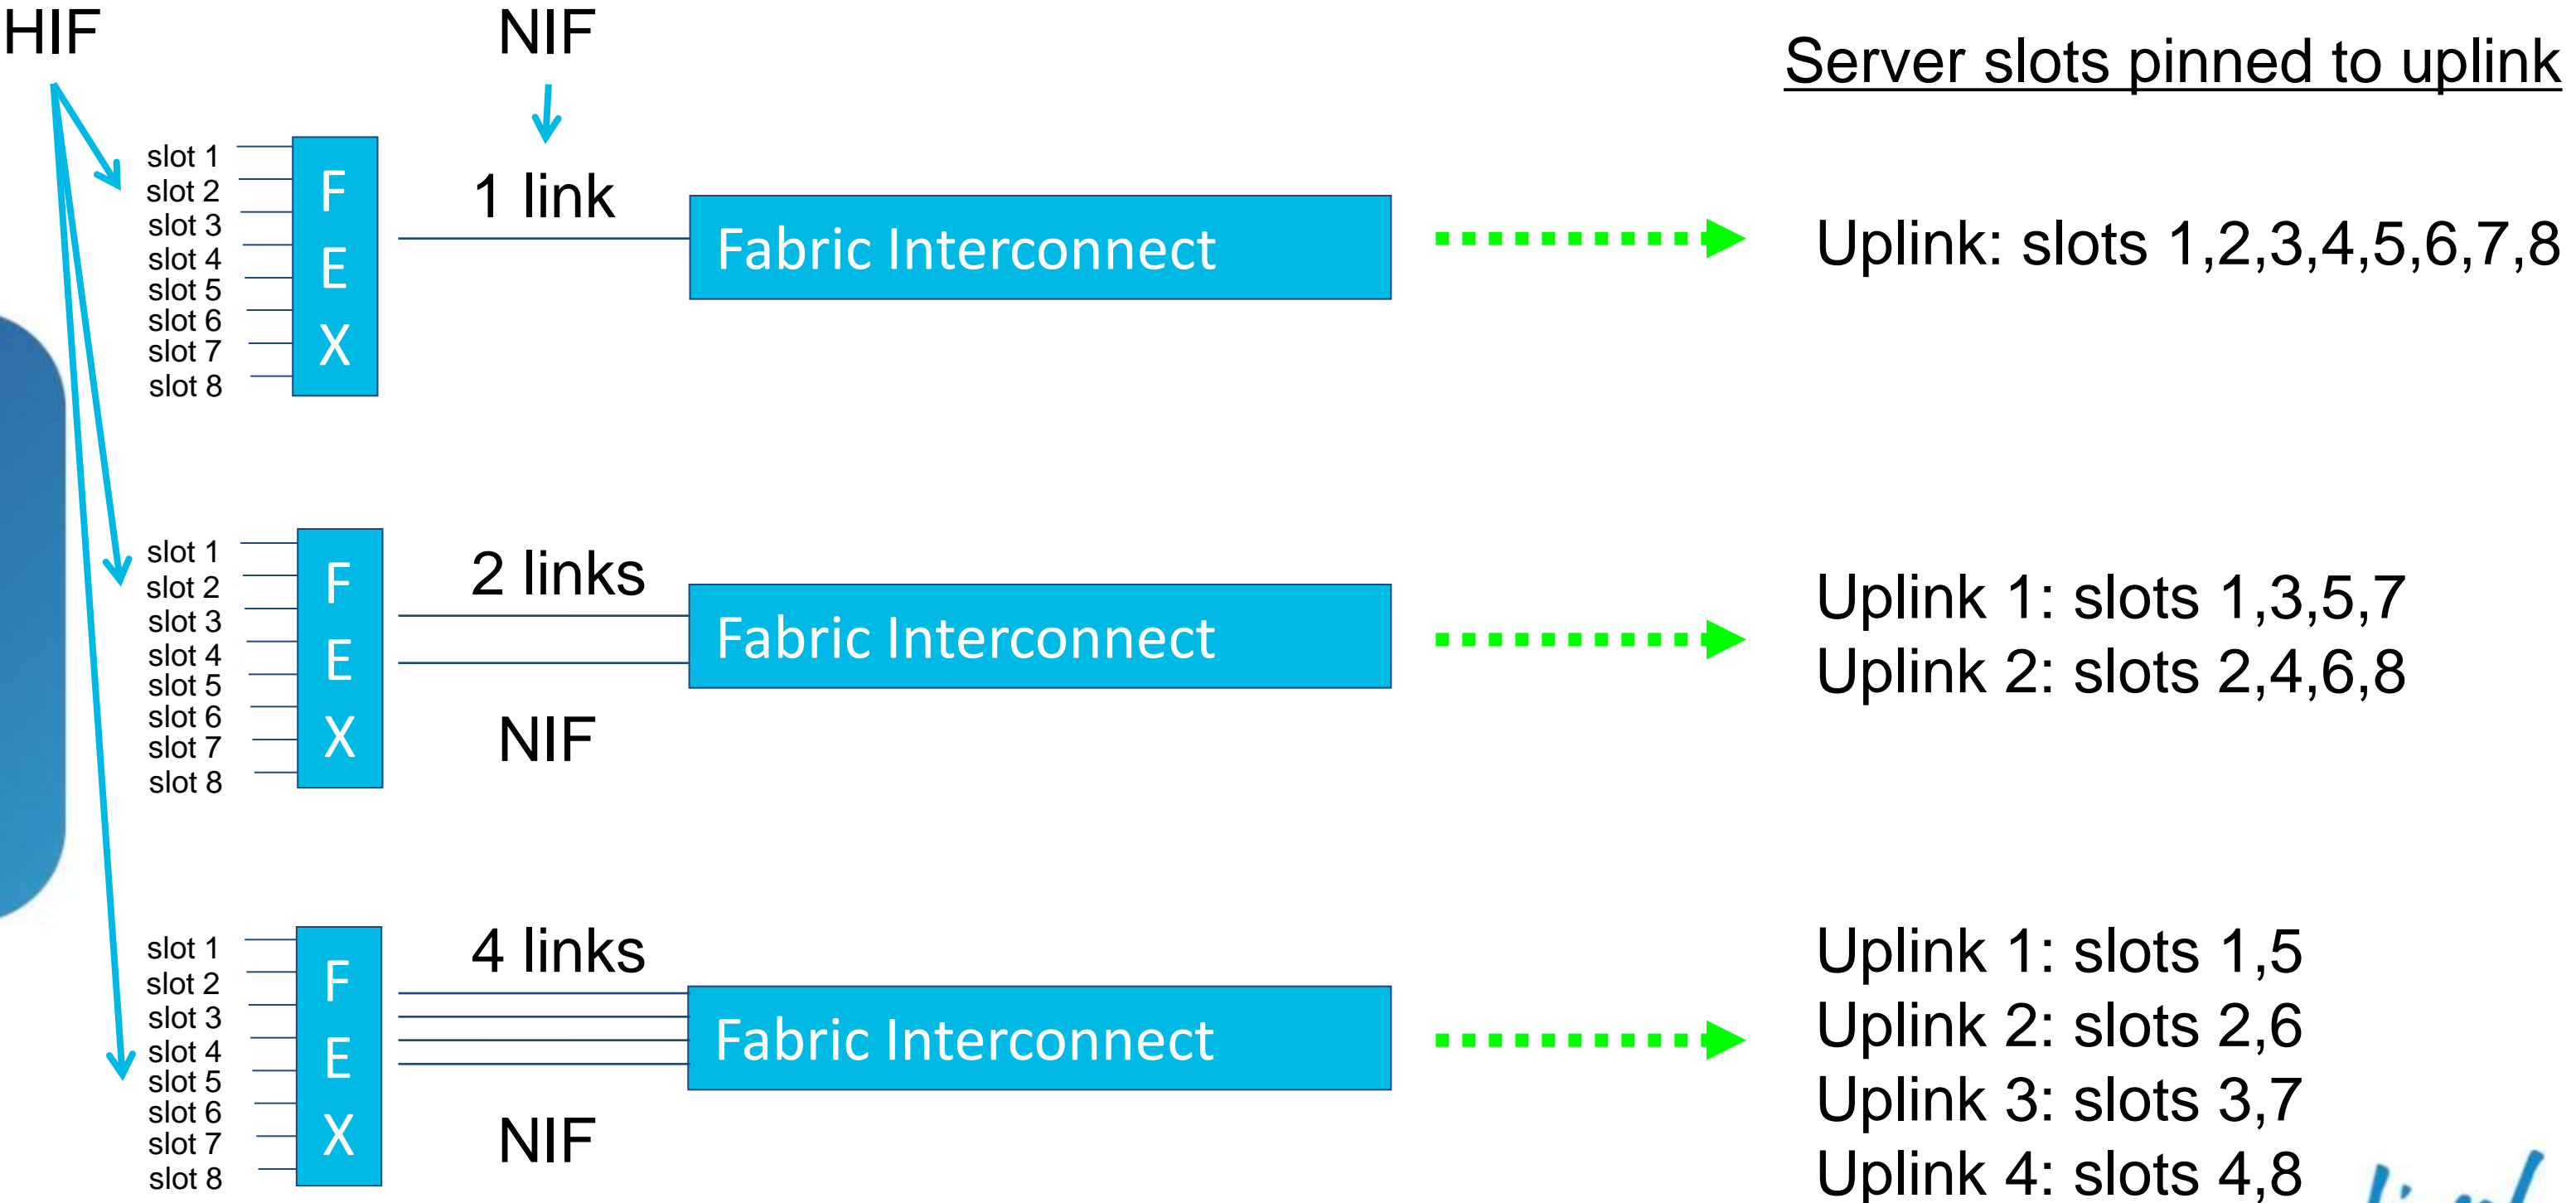 HIF
NIF
Server slots pinned to uplink
slot 1
slot 2
slot 3
slot 4
slot 5
slot 6
slot 7
slot 8
F
E
X
1 link
Fabric Interconnect
Uplink: slots 1,2,3,4,5,6,7,8
slot 1
slot 2
slot 3
slot 4
slot 5
slot 6
slot 7
slot 8
F
E
X
2 links
NIF
Fabric Interconnect
Uplink 1: slots 1,3,5,7
Uplink 2: slots 2,4,6,8
slot 1
slot 2
slot 3
slot 4
slot 5
slot 6
slot 7
slot 8
F
E
X
4 links
NIF
Fabric Interconnect
Uplink 1: slots 1,5
Uplink 2: slots 2,6
Uplink 3: slots 3,7
Uplink 4: slots 4,8